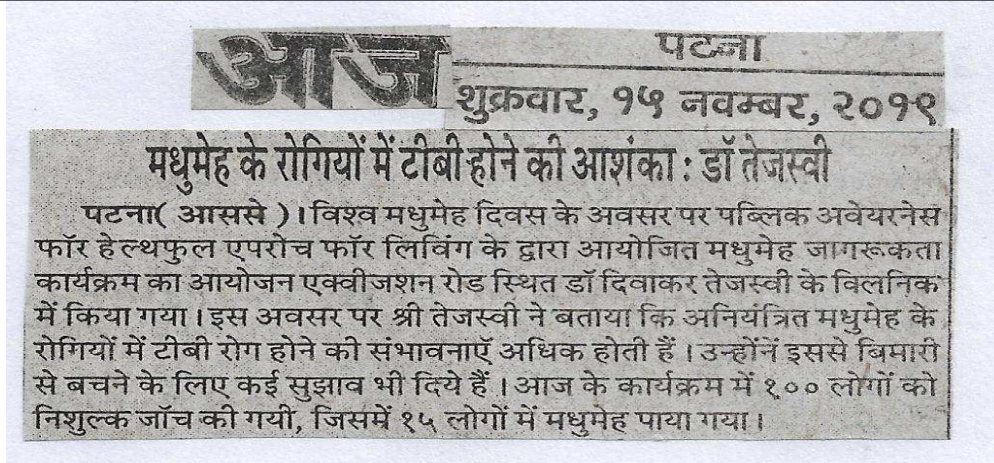 आज
पटना
शुक्रवार, १५ नवम्बर, २०१९
मधुमेह के रोगियों में टीबी होने की आशंका : डॉ तेजस्वी
पटना( आससे )। विश्व मधुमेह दिवस के अवसर पर पब्लिक अवेयरनेस
फॉर हेल्थफुल एपरोच फॉर लिविंग के द्वारा आयोजित मधुमेह जागरूकता
कार्यक्रम का आयोजन एक्वीजशन रोड स्थित डॉ दिवाकर तेजस्वी के क्लिनिक
में किया गया। इस अवसर पर श्री तेजस्वी ने बताया कि अनियंत्रित मधुमेह के
रोगियों में टीबी रोग होने की संभावनाऍ अधिक होती हैं। उन्होंनें इससे बिमारी
से बचने के लिए कई सुझाव भी दिये हैं। आज के कार्यक्रम में १०० लोगों को
निशुल्क जॉच की गयी, जिसमें १५ लोगों में मधुमेह पाया गया।